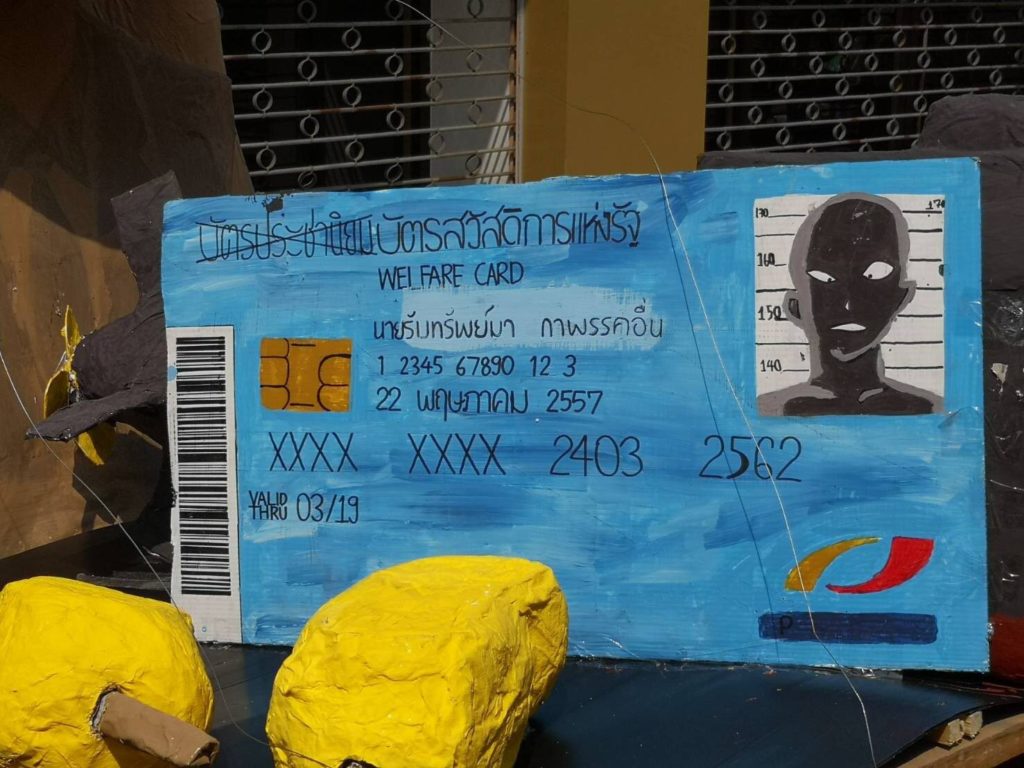 บัตรประชานิยมบัตรสวัสดิการแห่งรัฐ
WELFARE CARD
นายรับทรัพย์มา กาพรรคอื่น
1 2345 67890 12 3
22 พฤษภาคม 2557
XXXX XXXX 2403 2562
VALID THRU 03/19
170 170
160
150
140
P